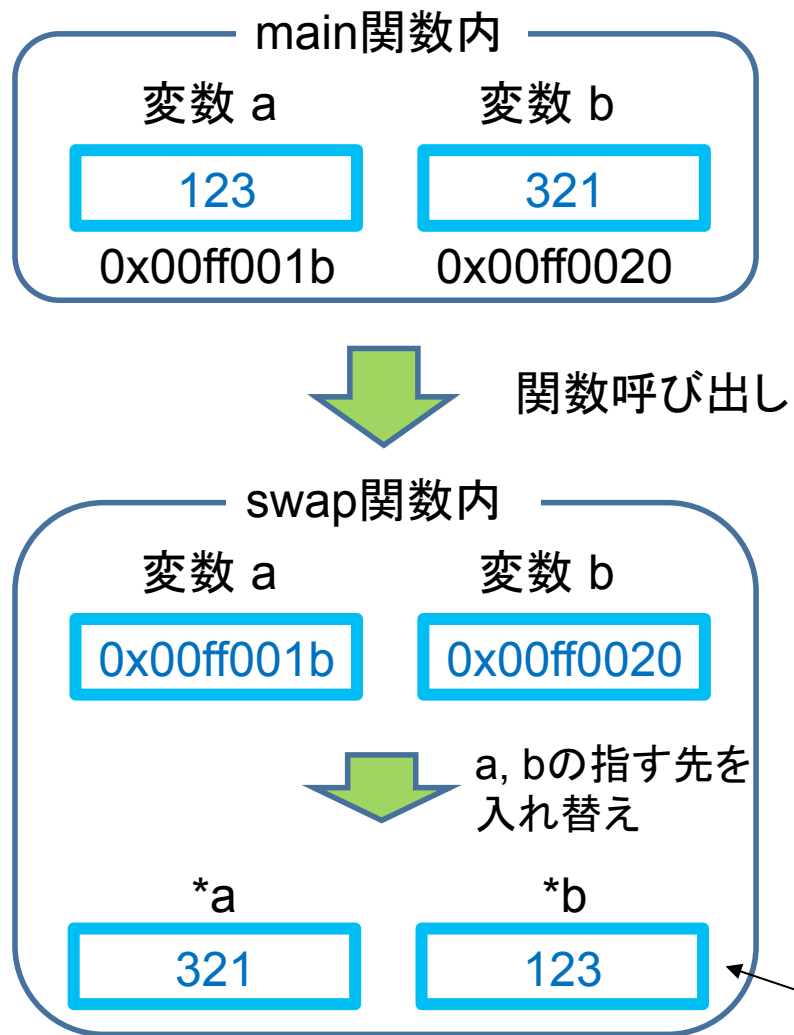 main関数内
変数 a 変数 b
123 321
0x00ff001b 0x00ff0020
関数呼び出し
swap関数内
変数 a 変数 b
0x00ff001b 0x00ff0020
a, bの指す先を
入れ替え
*a *b
321 123